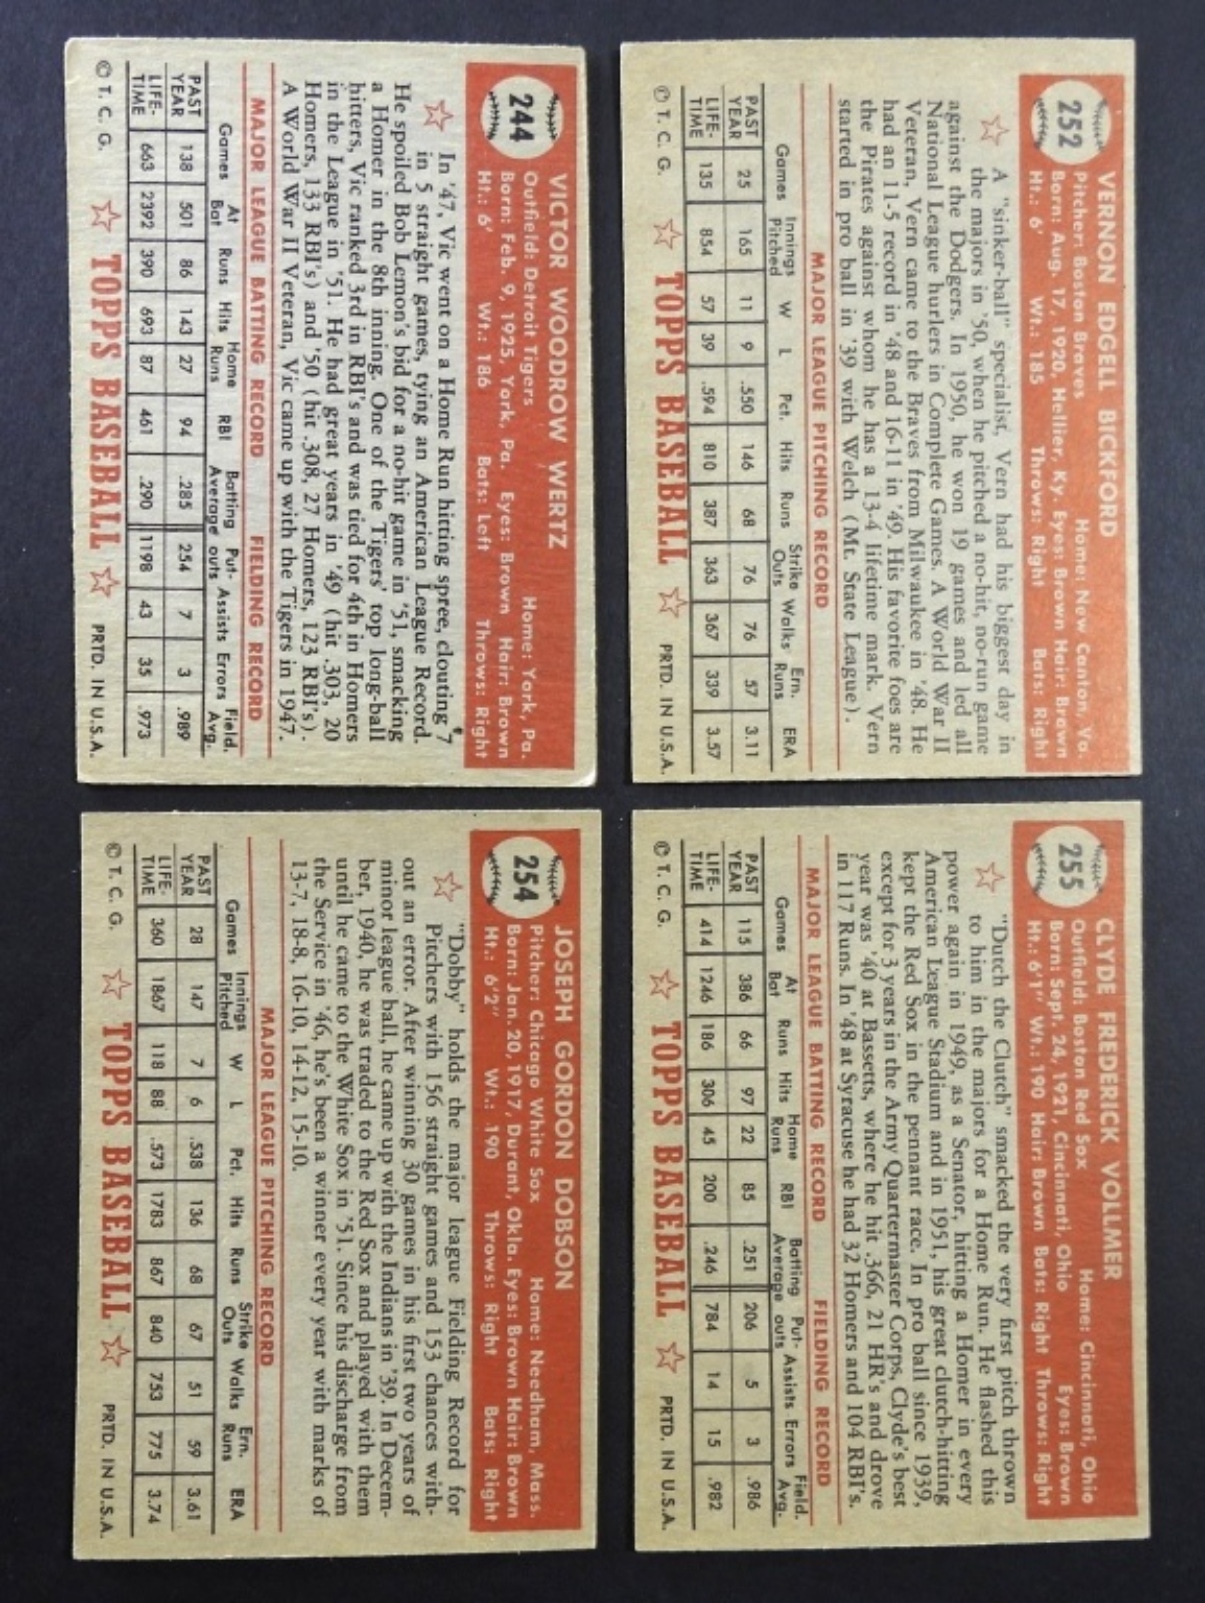 244
VICTOR WOODROW WERTZ
Outfield: Detroit Tigers Home: York, Pa.
Born: Feb. 9, 1925, York, Pa. Eyes: Brown Hair: Brown
Ht.: 6' Wt.: 186 Bats: Left Throws: Right
In '47, Vic went on a Home Run hitting spree, clouting 7
in 5 straight games, tying an American League Record.
He spoiled Bob Lemon's bid for a no-hit game in '51, smacking
a Homer in the 8th inning. One of the Tigers' top long-ball
hitters, Vic ranked 3rd in RBI's and was tied for 4th in Homers
in the League in '51. He had great years in '49 (hit .303, 20
Homers, 133 RBI's) and '50 (hit .308, 27 Homers, 123 RBI's).
A World War II Veteran, Vic came up with the Tigers in 1947.
MAJOR LEAGUE BATTING RECORD FIELDING RECORD
Games At Bat Runs Hits Home Runs RBI Batting Average Put-outs Assists Errors Field. Avg.
PAST YEAR 138 501 86 143 27 94 .285 254 7 3 .989
LIFE-TIME 663 2392 390 693 87 461 .290 1198 43 35 .973
© T. C. G. TOPPS BASEBALL PRTD. IN U.S.A.
252
VERNON EDGELL BICKFORD
Pitcher: Boston Braves Home: New Canton, Va.
Born: Aug. 17, 1920, Hellier, Ky. Eyes: Brown Hair: Brown
Ht.: 6' Wt.: 185 Throws: Right Bats: Right
A "sinker-ball" specialist, Vern had his biggest day in
the majors in '50, when he pitched a no-hit, no-run game
against the Dodgers. In 1950, he won 19 games and led all
National League hurlers in Complete Games. A World War II
Veteran, Vern came to the Braves from Milwaukee in '48. He
had an 11-5 record in '48 and 16-11 in '49. His favorite foes are
the Pirates against whom he has a 13-4 lifetime mark. Vern
started in pro ball in '39 with Welch (Mt. State League).
MAJOR LEAGUE PITCHING RECORD
Games Innings Pitched W L Pct. Hits Runs Strike Outs Walks Ern. Runs ERA
PAST YEAR 25 165 11 9 .550 146 68 76 76 57 3.11
LIFE-TIME 135 854 57 39 .594 810 387 363 367 339 3.57
© T. C. G. TOPPS BASEBALL PRTD. IN U.S.A.
254
JOSEPH GORDON DOBSON
Pitcher: Chicago White Sox Home: Needham, Mass.
Born: Jan. 20, 1917, Durant, Okla. Eyes: Brown Hair: Brown
Ht.: 6'2" Wt.: 190 Throws: Right Bats: Right
"Dobby" holds the major league Fielding Record for
Pitchers with 156 straight games and 153 chances with-
out an error. After winning 30 games in his first two years of
minor league ball, he came up with the Indians in '39. In Decem-
ber, 1940, he was traded to the Red Sox and played with them
until he came to the White Sox in '51. Since his discharge from
the Service in '46, he's been a winner every year with marks of
13-7, 18-8, 16-10, 14-12, 15-10.
MAJOR LEAGUE PITCHING RECORD
Games Innings Pitched W L Pct. Hits Runs Strike Outs Walks Ern. Runs ERA
PAST YEAR 28 147 7 6 .538 136 68 67 51 59 3.61
LIFE-TIME 360 1867 118 88 .573 1783 867 840 753 775 3.74
© T. C. G. TOPPS BASEBALL PRTD. IN U.S.A.
255
CLYDE FREDERICK VOLLMER
Outfield: Boston Red Sox Home: Cincinnati, Ohio
Born: Sept. 24, 1921, Cincinnati, Ohio Eyes: Brown
Ht.: 6'1" Wt.: 190 Hair: Brown Bats: Right Throws: Right
"Dutch the Clutch" smacked the very first pitch thrown
to him in the majors for a Home Run. He flashed this
power again in 1949, as a Senator, hitting a Homer in every
American League Stadium and in 1951, his great clutch-hitting
kept the Red Sox in the pennant race. In pro ball since 1939,
except for 3 years in the Army Quartermaster Corps, Clyde's best
year was '40 at Bassetts, where he hit .366, 21 HR's and drove
in 117 Runs. In '48 at Syracuse he had 32 Homers and 104 RBI's.
MAJOR LEAGUE BATTING RECORD FIELDING RECORD
Games At Bat Runs Hits Home Runs RBI Batting Average Put-outs Assists Errors Field. Avg.
PAST YEAR 115 386 66 97 22 85 .251 206 5 3 .986
LIFE-TIME 414 1246 186 306 45 200 .246 784 14 15 .982
© T. C. G. TOPPS BASEBALL PRTD. IN U.S.A.